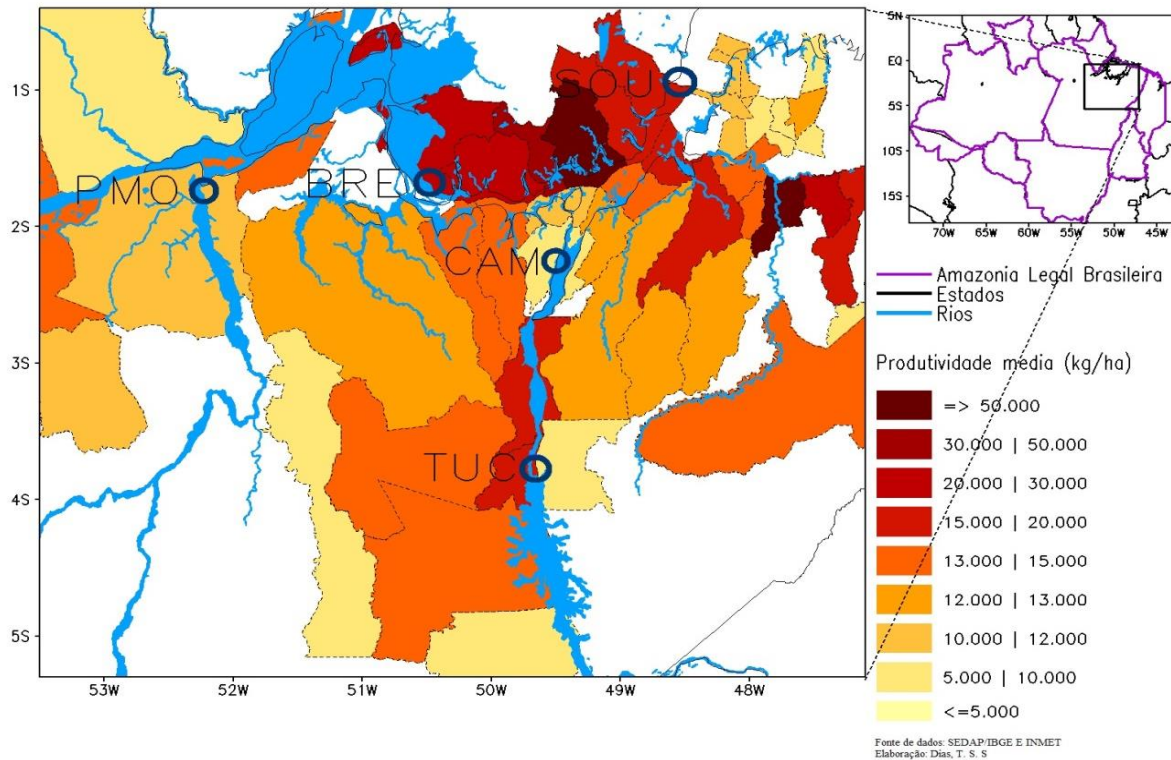 SOU
1S
PMO
BRE
2S
CAM
3S
TUC
4S
5S
53W 52W 51W 50W 49W 48W
5N
EQ
5S
10S
15S
70W 65W 60W 55W 50W 45W
Amazonia Legal Brasileira
Estados
Rios
Produtividade media (kg/ha)
=> 50.000
30.000 | 50.000
20.000 | 30.000
15.000 | 20.000
13.000 | 15.000
12.000 | 13.000
10.000 | 12.000
5.000 | 10.000
<=5.000
Fonte de dados: SEDAP/IBGE E INMET
Elaboração: Dias, T. S. S